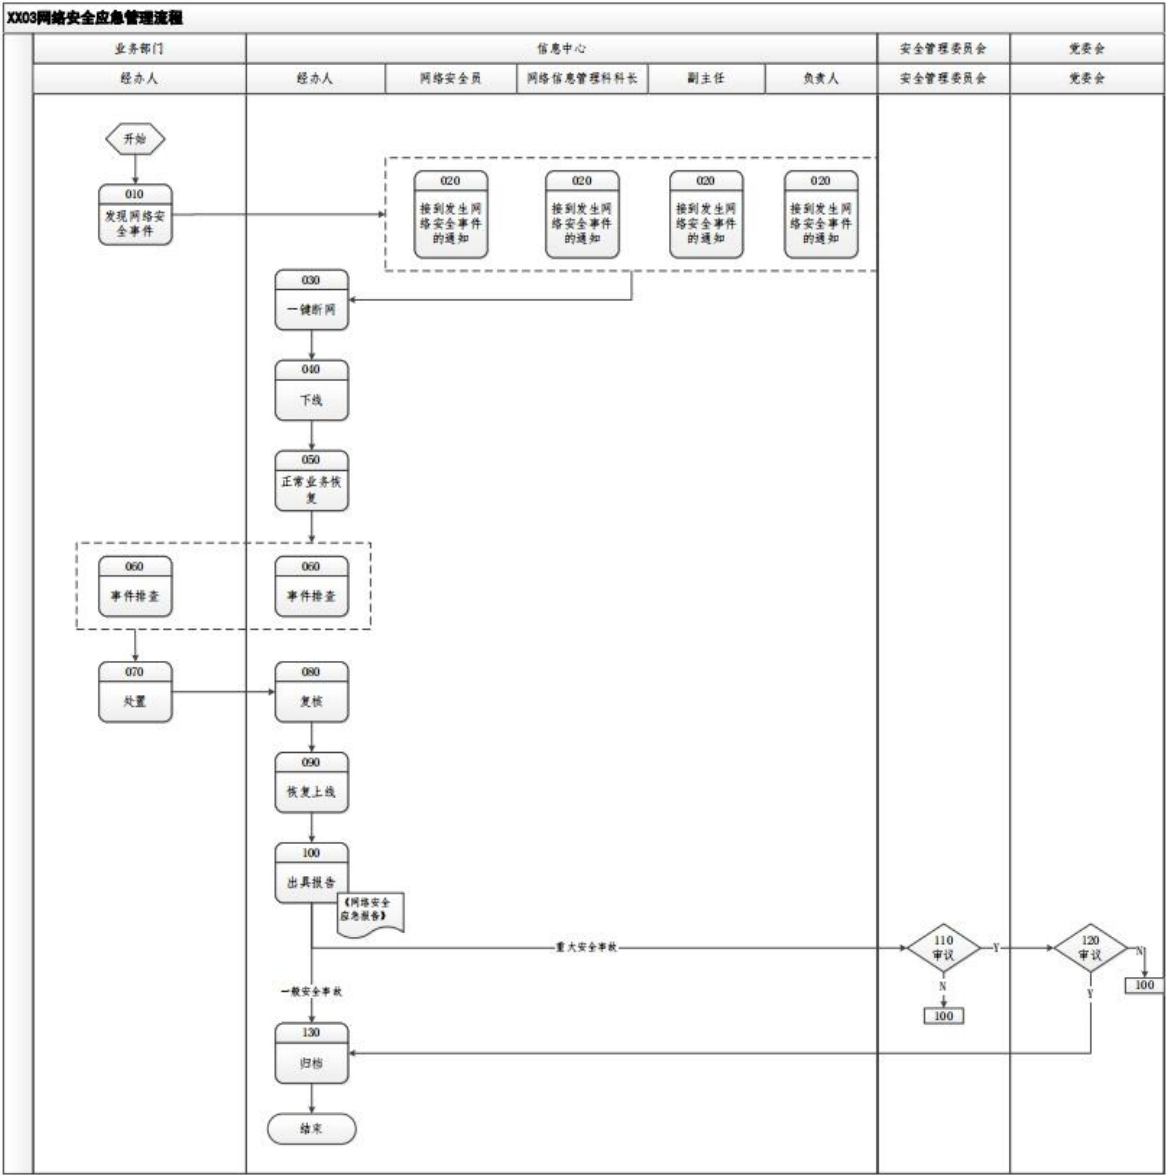 XX03网络安全应急管理流程
业务部门
信息中心
安全管理委员会
党委会
经办人
经办人
网络安全员
网络信息管理科科长
副主任
负责人
安全管理委员会
党委会
开始
010
发现网络安
全事件
020
接到发生网
络安全事件
的通知
020
接到发生网
络安全事件
的通知
020
接到发生网
络安全事件
的通知
020
接到发生网
络安全事件
的通知
030
一键断网
040
下线
050
正常业务恢
复
060
事件排查
060
事件排查
070
处置
080
复核
090
恢复上线
100
出具报告
《网络安全
应急报告》
重大安全事故
110
审议
Y
120
审议
N
100
N
100
Y
一般安全事故
130
归档
结束